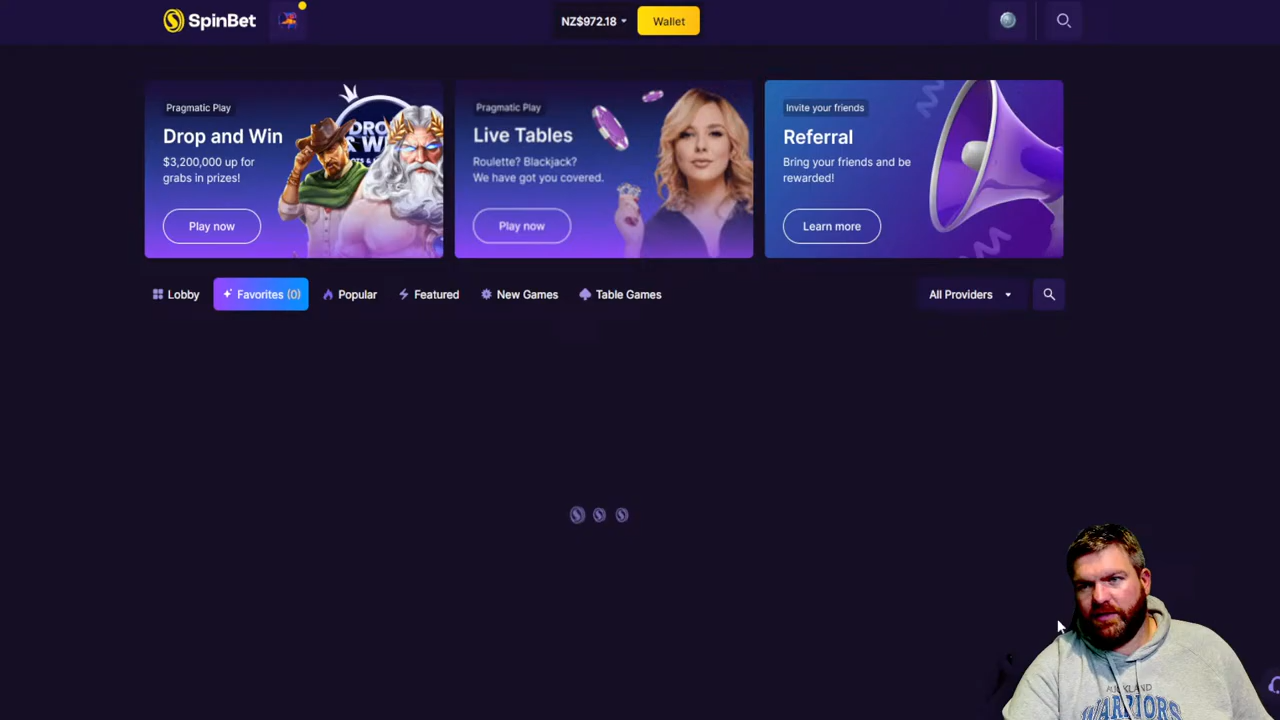 SpinBet
NZ$972.18
Wallet
Pragmatic Play
Drop and Win
$3,200,000 up for
grabs in prizes!
Play now
Pragmatic Play
Live Tables
Roulette? Blackjack?
We have got you covered.
Play now
Invite your friends
Referral
Bring your friends and be
rewarded!
Learn more
Lobby
Favorites (0)
Popular
Featured
New Games
Table Games
All Providers
AUCKLAND
WARRIORS